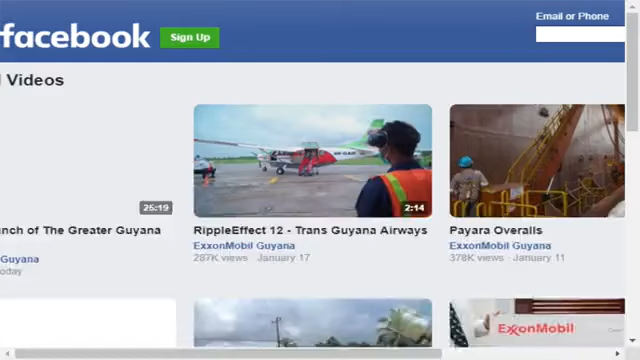 Email or Phone
facebook
Sign Up
Videos
25:19
2:14
nch of The Greater Guyana
RippleEffect 12 - Trans Guyana Airways
Payara Overalls
Guyana
ExxonMobil Guyana
ExxonMobil Guyana
oday
287K views · January 17
378K views · January 11
ExxonMobil